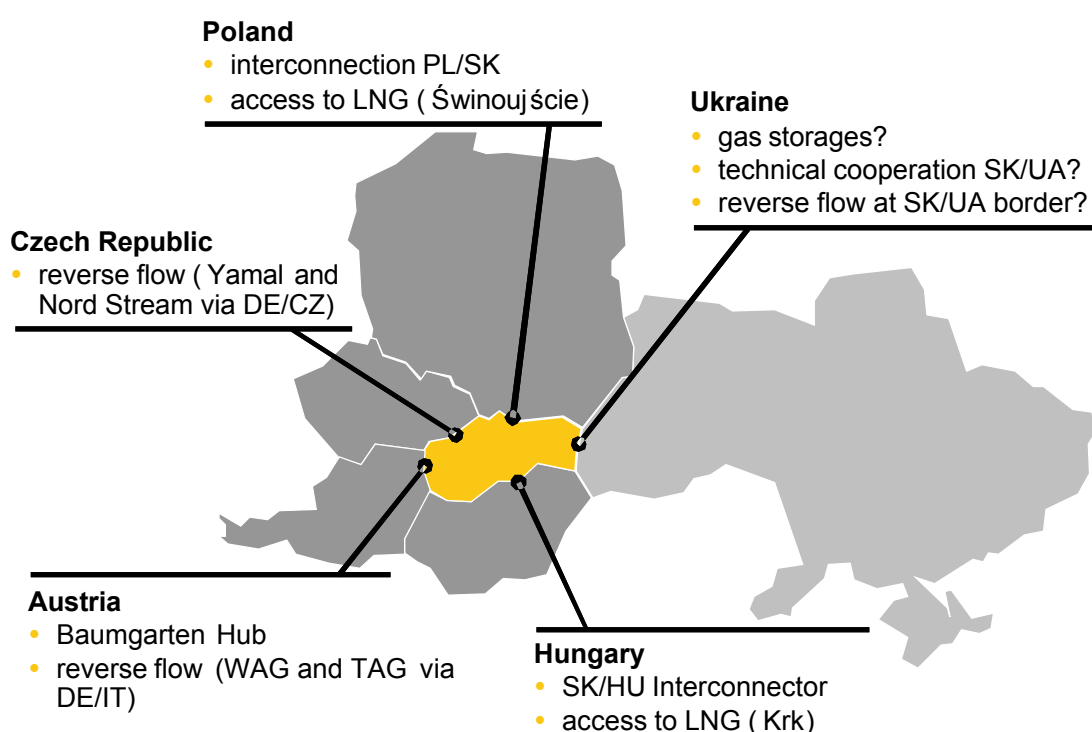 Poland
• interconnection PL/SK
• access to LNG ( Świnoujście)
Ukraine
• gas storages?
• technical cooperation SK/UA?
• reverse flow at SK/UA border?
Czech Republic
• reverse flow ( Yamal and
Nord Stream via DE/CZ)
Austria
• Baumgarten Hub
• reverse flow (WAG and TAG via
DE/IT)
Hungary
• SK/HU Interconnector
• access to LNG ( Krk)